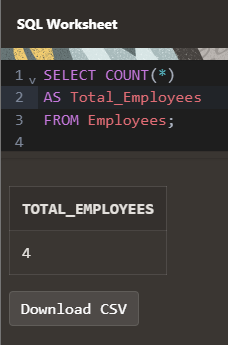 SQL Worksheet
1 SELECT COUNT(*)
2 AS Total_Employees
3 FROM Employees;
4
TOTAL_EMPLOYEES
4
Download CSV